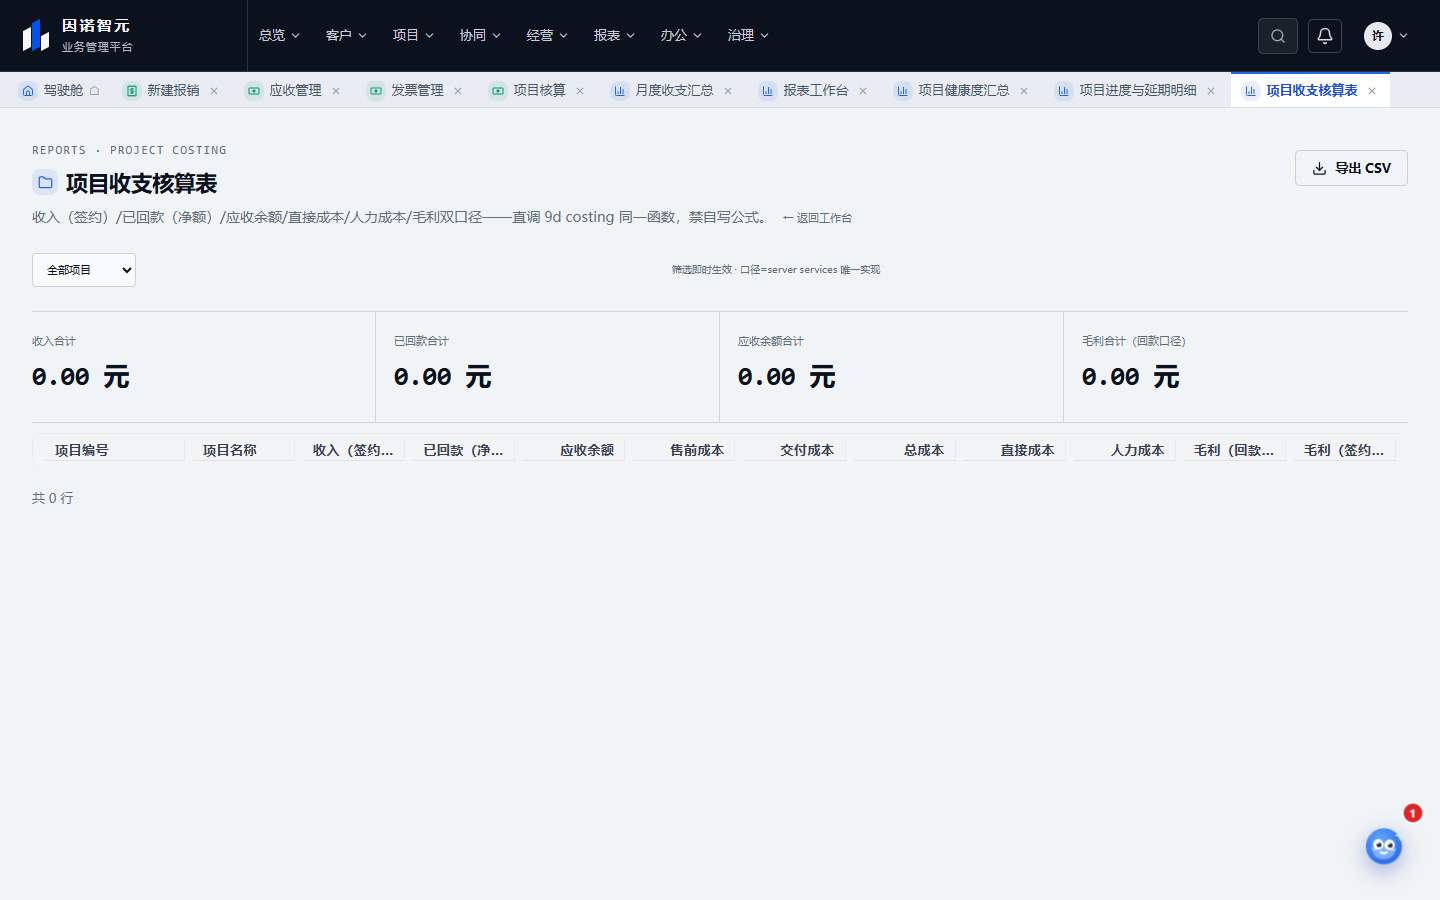 因诺智元
业务管理平台
总览 客户 项目 协同 经营 报表 办公 治理
许
驾驶舱 新建报销 应收管理 发票管理 项目核算 月度收支汇总 报表工作台 项目健康度汇总 项目进度与延期明细 项目收支核算表
REPORTS · PROJECT COSTING
项目收支核算表
导出 CSV
收入（签约）/已回款（净额）/应收余额/直接成本/人力成本/毛利双口径——直调 9d costing 同一函数，禁自写公式。 ←返回工作台
全部项目
筛选即时生效 · 口径=server services 唯一实现
收入合计 已回款合计 应收余额合计 毛利合计（回款口径）
0.00 元 0.00 元 0.00 元 0.00 元
项目编号 项目名称 收入（签约... 已回款（净... 应收余额 售前成本 交付成本 总成本 直接成本 人力成本 毛利（回款... 毛利（签约...
共 0 行
1